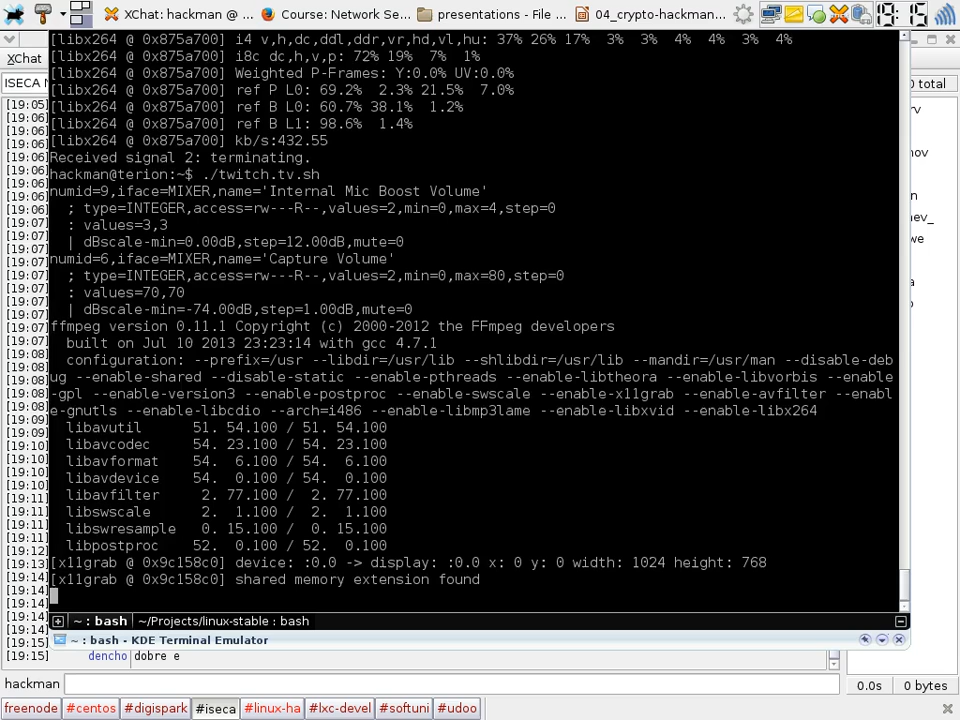 XChat: hackman @ ...
Course: Network Se...
presentations - File ...
04_crypto-hackman...
19:15
XChat
ISECA N
0 total
[libx264 @ 0x875a700] i4 v,h,dc,ddl,ddr,vr,hd,vl,hu: 37% 26% 17%  3%  3%  4%  4%  3%  4%
[libx264 @ 0x875a700] i8c dc,h,v,p: 72% 19%  7%  1%
[libx264 @ 0x875a700] Weighted P-Frames: Y:0.0% UV:0.0%
[libx264 @ 0x875a700] ref P L0: 69.2%  2.3% 21.5%  7.0%
[libx264 @ 0x875a700] ref B L0: 60.7% 38.1%  1.2%
[libx264 @ 0x875a700] ref B L1: 98.6%  1.4%
[libx264 @ 0x875a700] kb/s:432.55
Received signal 2: terminating.
hackman@terion:~$ ./twitch.tv.sh
numid=9,iface=MIXER,name='Internal Mic Boost Volume'
  ; type=INTEGER,access=rw---R--,values=2,min=0,max=4,step=0
  : values=3,3
  | dBscale-min=0.00dB,step=12.00dB,mute=0
numid=6,iface=MIXER,name='Capture Volume'
  ; type=INTEGER,access=rw---R--,values=2,min=0,max=80,step=0
  : values=70,70
  | dBscale-min=-74.00dB,step=1.00dB,mute=0
ffmpeg version 0.11.1 Copyright (c) 2000-2012 the FFmpeg developers
  built on Jul 10 2013 23:23:14 with gcc 4.7.1
  configuration: --prefix=/usr --libdir=/usr/lib --shlibdir=/usr/lib --mandir=/usr/man --disable-deb
ug --enable-shared --disable-static --enable-pthreads --enable-libtheora --enable-libvorbis --enable
-gpl --enable-version3 --enable-postproc --enable-swscale --enable-x11grab --enable-avfilter --enabl
e-gnutls --enable-libcdio --arch=i486 --enable-libmp3lame --enable-libxvid --enable-libx264
  libavutil      51. 54.100 / 51. 54.100
  libavcodec     54. 23.100 / 54. 23.100
  libavformat    54.  6.100 / 54.  6.100
  libavdevice    54.  0.100 / 54.  0.100
  libavfilter     2. 77.100 /  2. 77.100
  libswscale      2.  1.100 /  2.  1.100
  libswresample   0. 15.100 /  0. 15.100
  libpostproc    52.  0.100 / 52.  0.100
[x11grab @ 0x9c158c0] device: :0.0 -> display: :0.0 x: 0 y: 0 width: 1024 height: 768
[x11grab @ 0x9c158c0] shared memory extension found
~ : bash
~/Projects/linux-stable : bash
~ : bash - KDE Terminal Emulator
[19:05]
[19:06]
[19:06]
[19:06]
[19:06]
[19:06]
[19:06]
[19:07]
[19:07]
[19:07]
[19:07]
[19:07]
[19:07]
[19:08]
[19:08]
[19:08]
[19:08]
[19:09]
[19:09]
[19:10]
[19:10]
[19:10]
[19:11]
[19:11]
[19:11]
[19:12]
[19:13]
[19:14]
[19:14]
[19:14]
[19:14]
[19:15]
[19:15] dencho dobre e
rv
nov
n
ev_
we
a
hackman
0.0s
0 bytes
freenode
#centos
#digispark
#iseca
#linux-ha
#lxc-devel
#softuni
#udoo